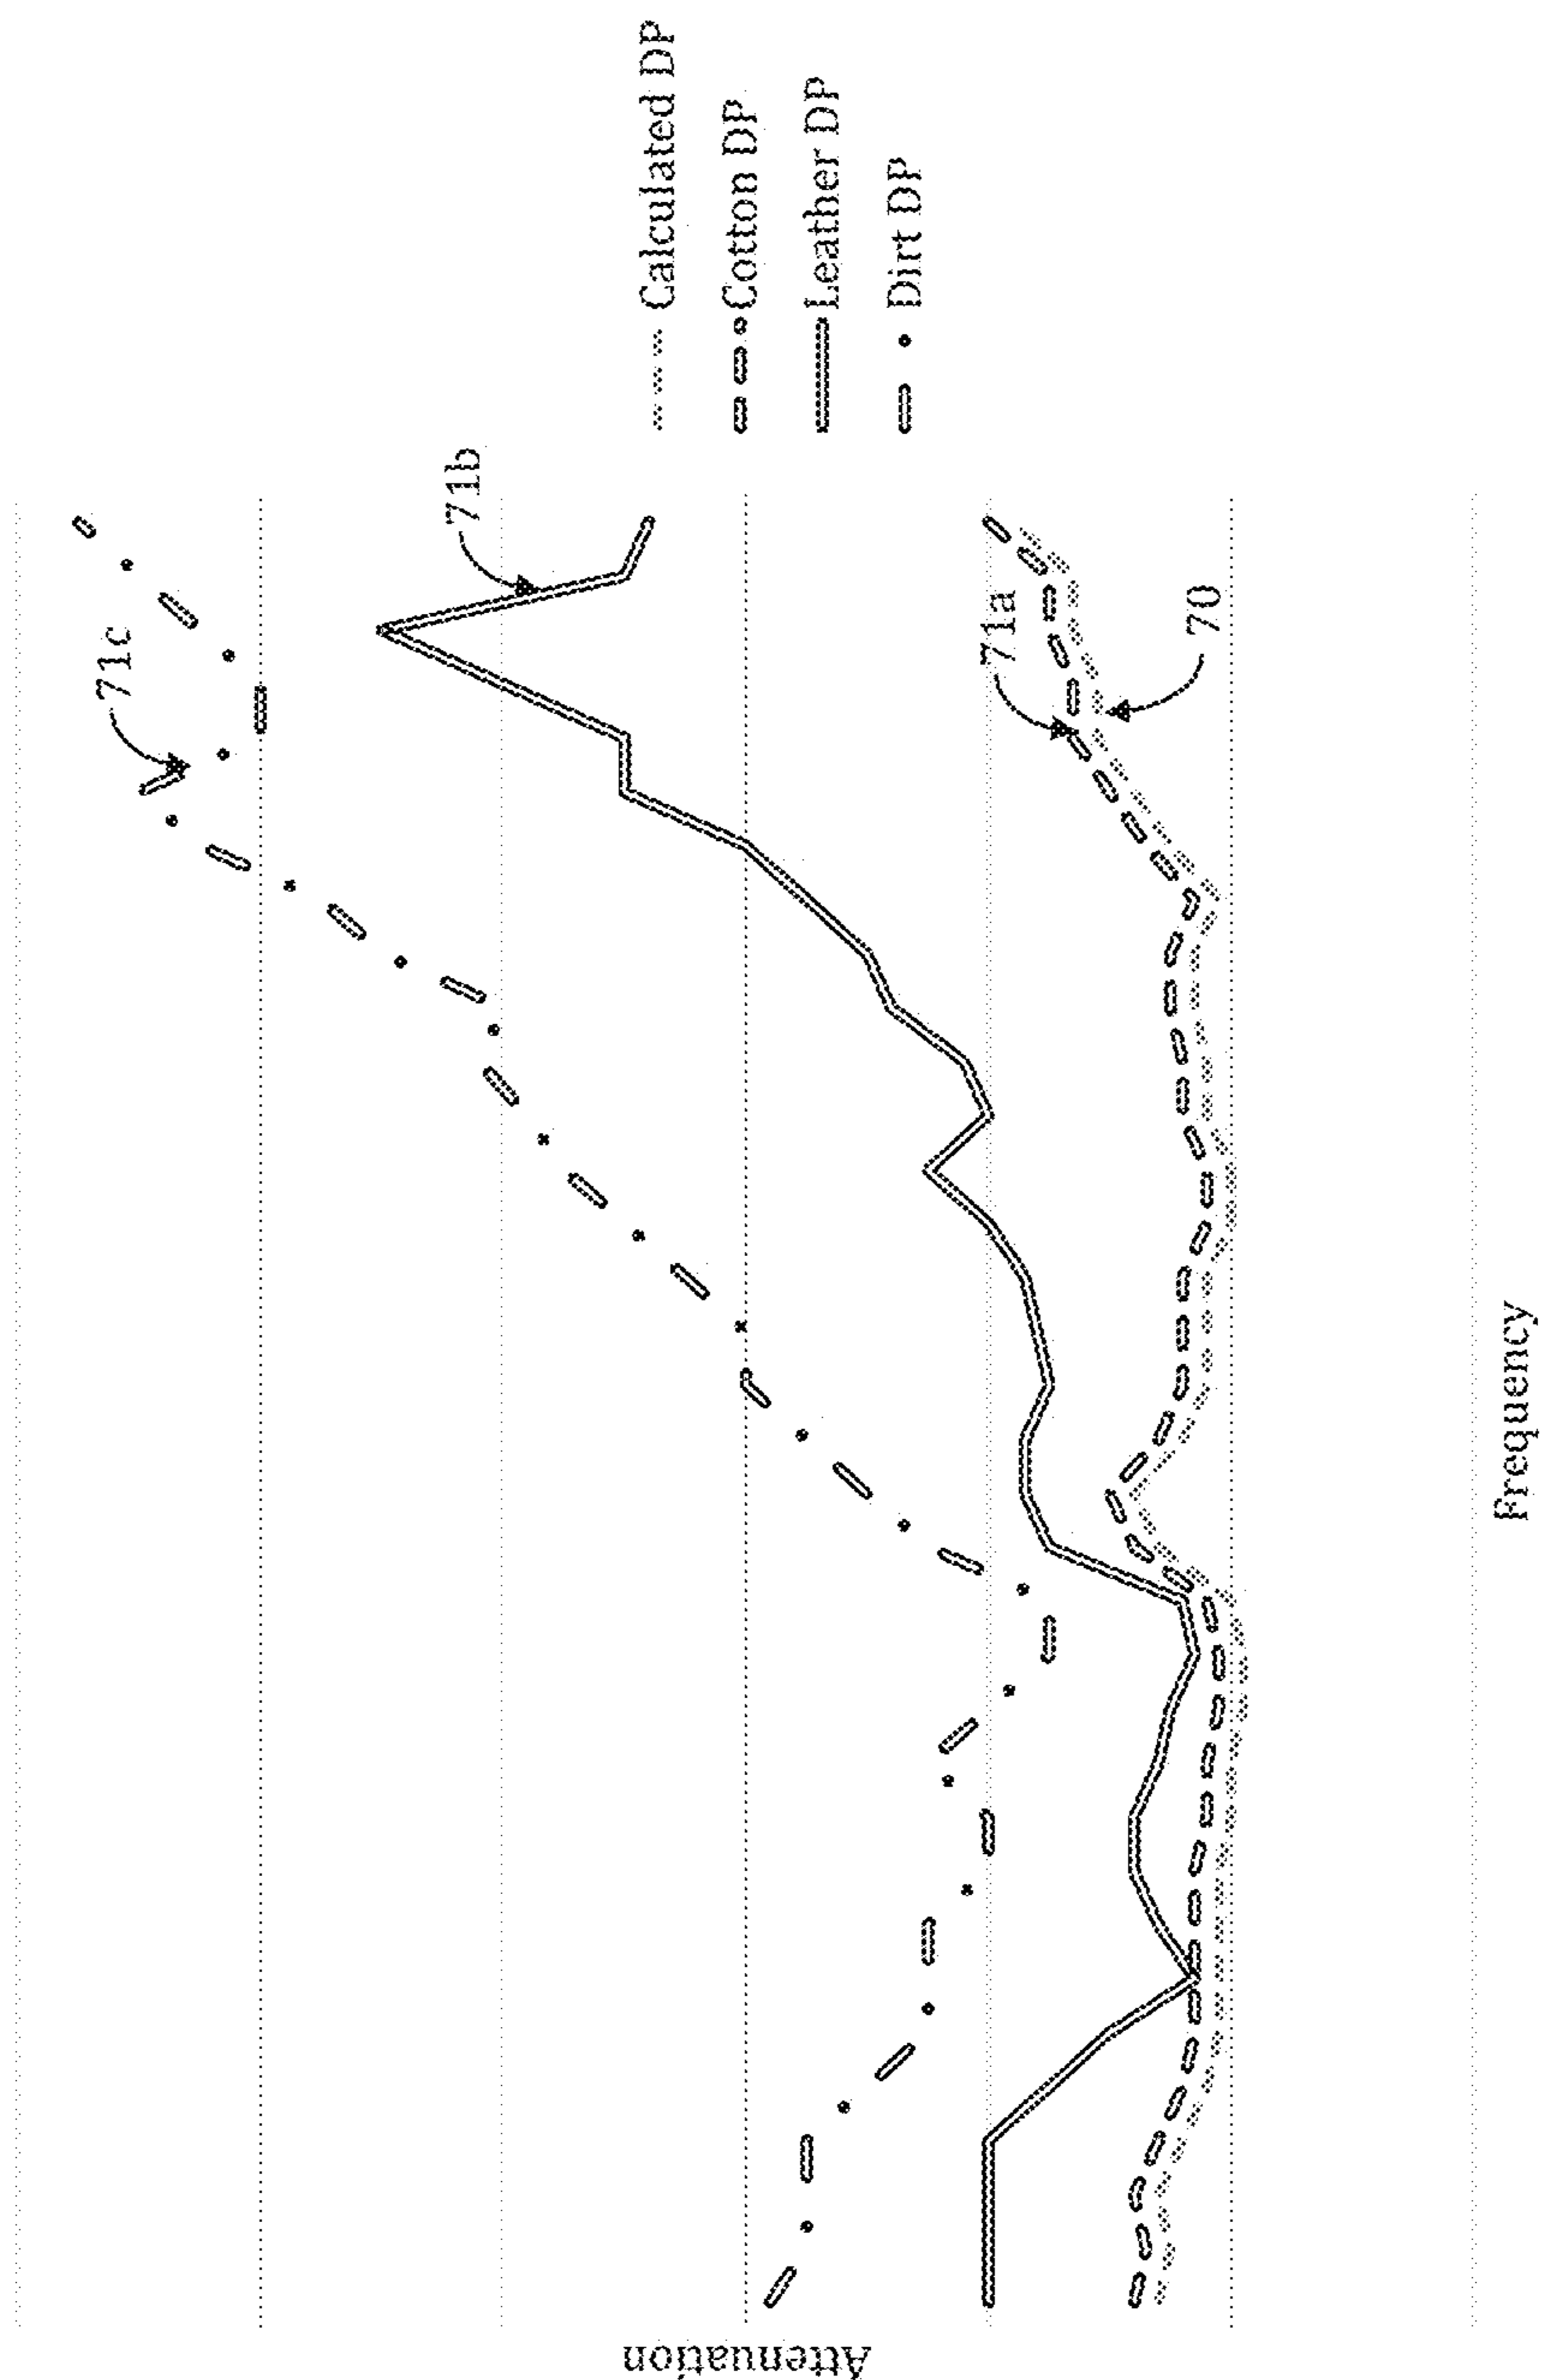 71c
71b
71a
70
Calculated DP
Cotton DP
Leather DP
Dirt DP
Attenuation
Frequency